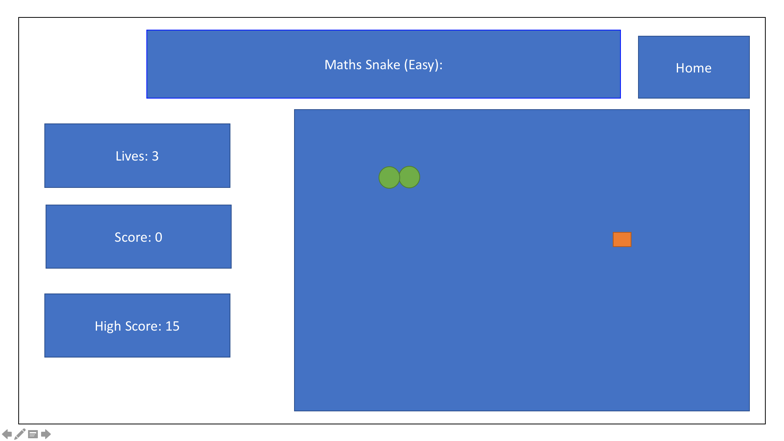 Maths Snake (Easy):
Home
Lives: 3
Score: 0
High Score: 15